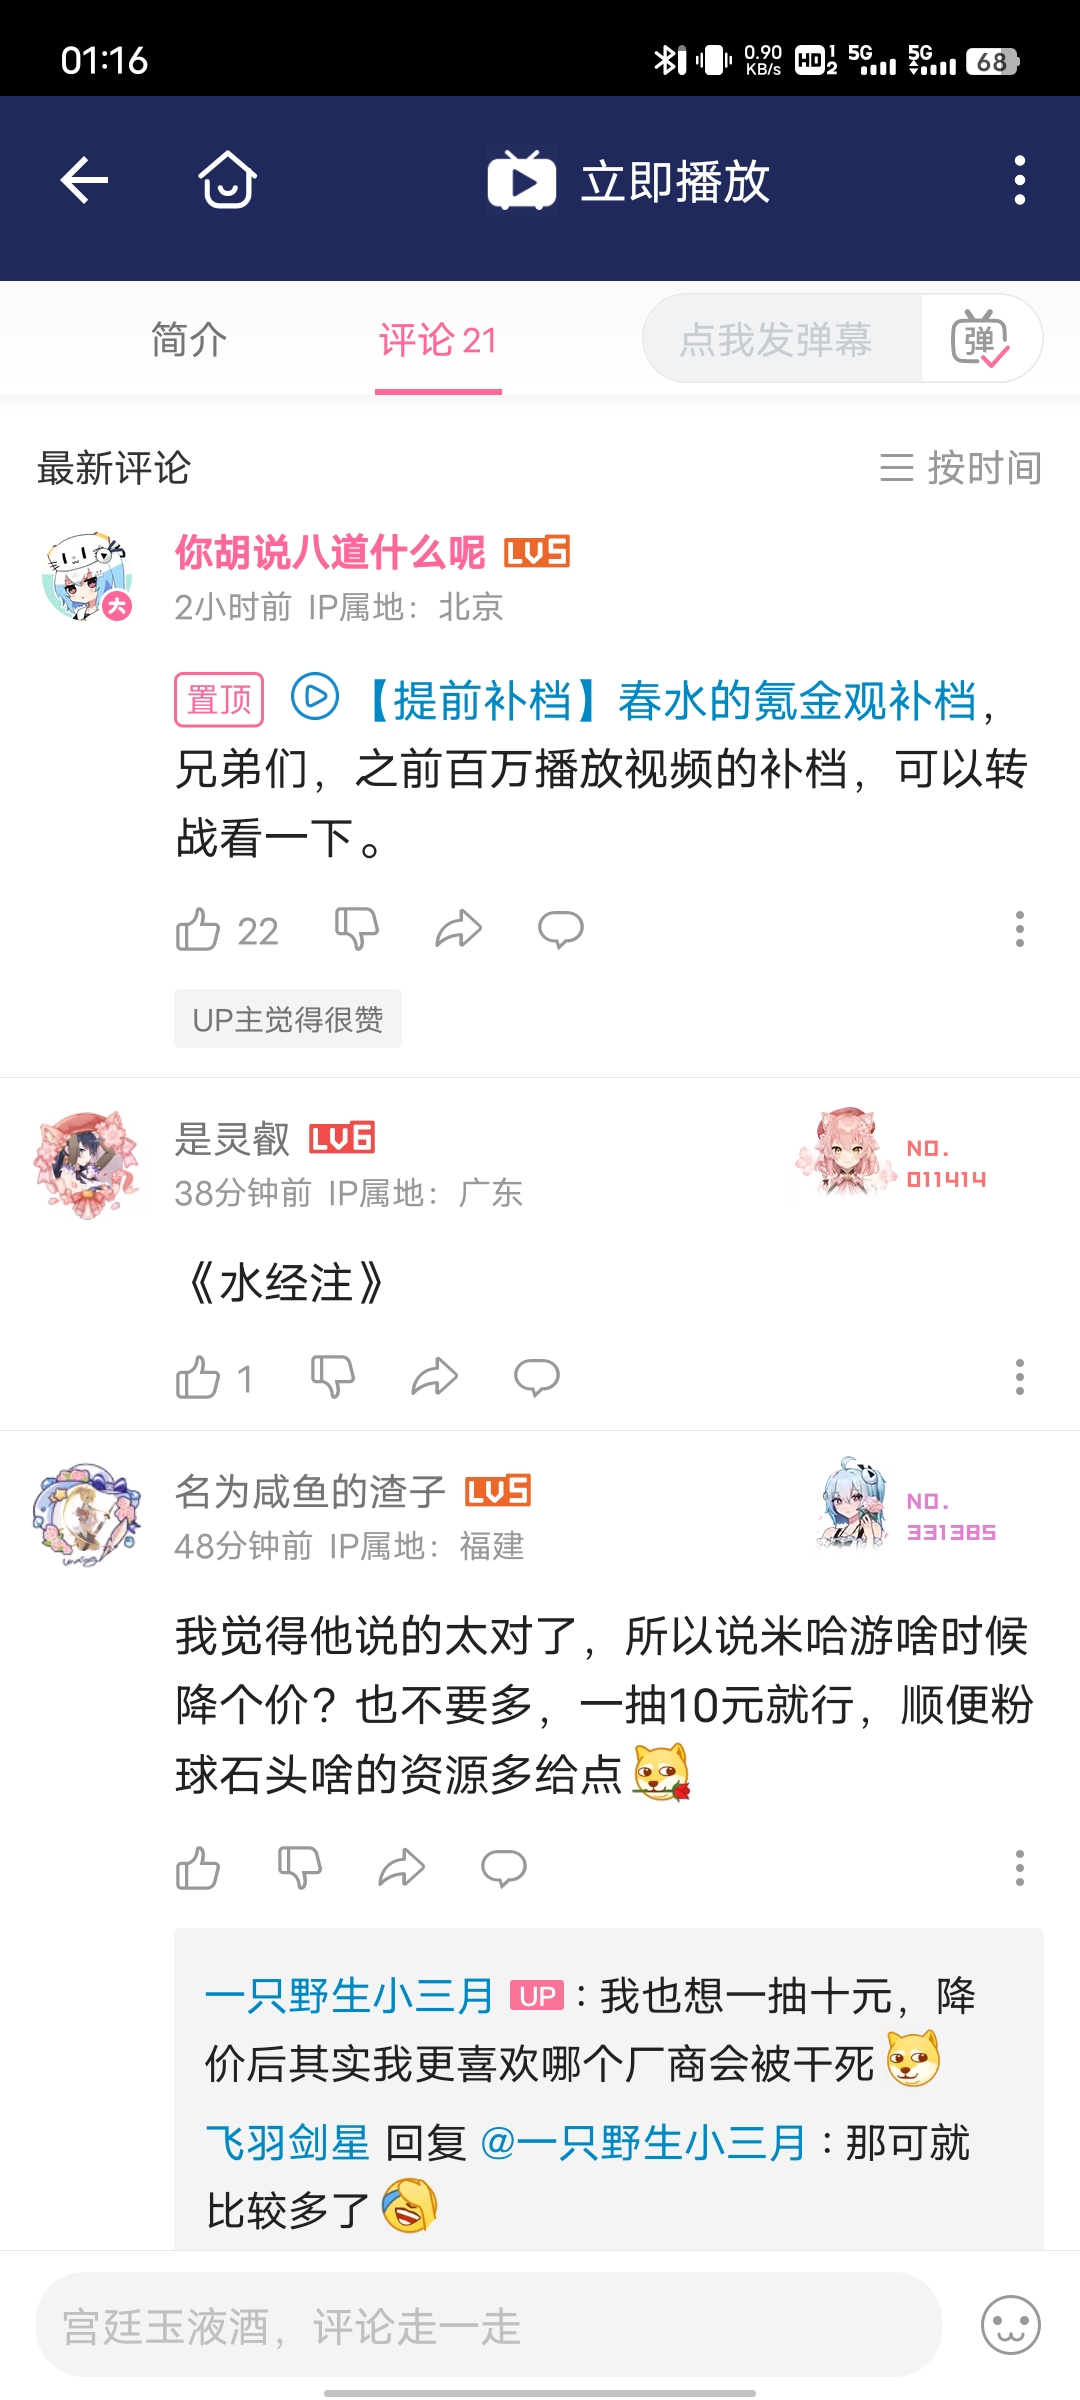 01:16
0.90 KB/s HD 1 2 5G 5G 68
立即播放
简介 评论 21 点我发弹幕 弹
最新评论 按时间
你胡说八道什么呢 LV5
大
2小时前 IP属地：北京
置顶 【提前补档】春水的氪金观补档，
兄弟们，之前百万播放视频的补档，可以转
战看一下。
22
UP主觉得很赞
是灵叡 LV6
NO.
011414
38分钟前 IP属地：广东
《水经注》
1
名为咸鱼的渣子 LV5
NO.
331385
48分钟前 IP属地：福建
我觉得他说的太对了，所以说米哈游啥时候
降个价？也不要多，一抽10元就行，顺便粉
球石头啥的资源多给点
一只野生小三月 UP：我也想一抽十元，降
价后其实我更喜欢哪个厂商会被干死
飞羽剑星 回复 @一只野生小三月：那可就
比较多了
宫廷玉液酒，评论走一走